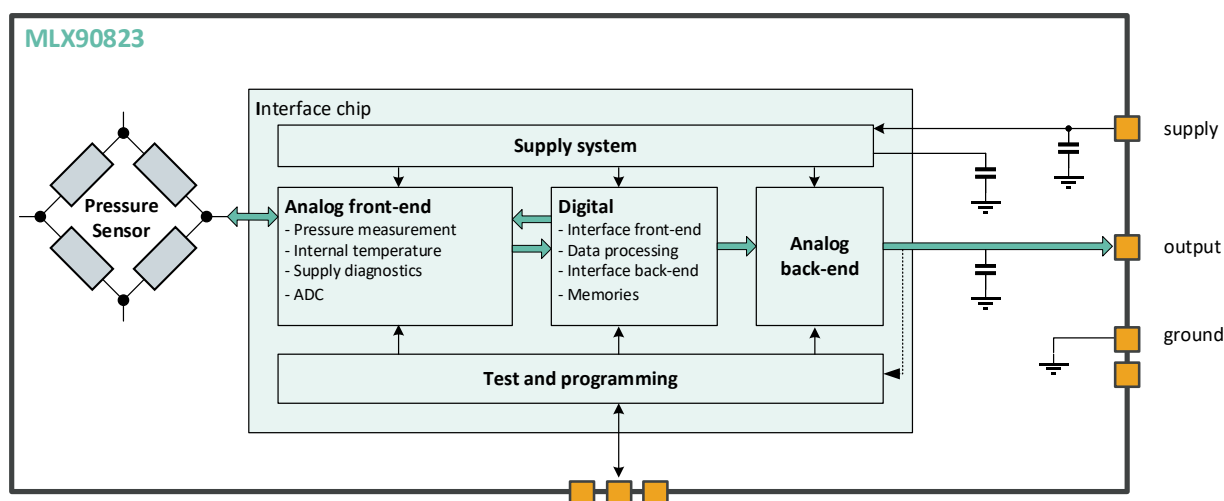 MLX90823
Interface chip
Supply system
supply
Pressure
Sensor
Analog front-end
- Pressure measurement
- Internal temperature
- Supply diagnostics
- ADC
Digital
- Interface front-end
- Data processing
- Interface back-end
- Memories
Analog
back-end
output
ground
Test and programming